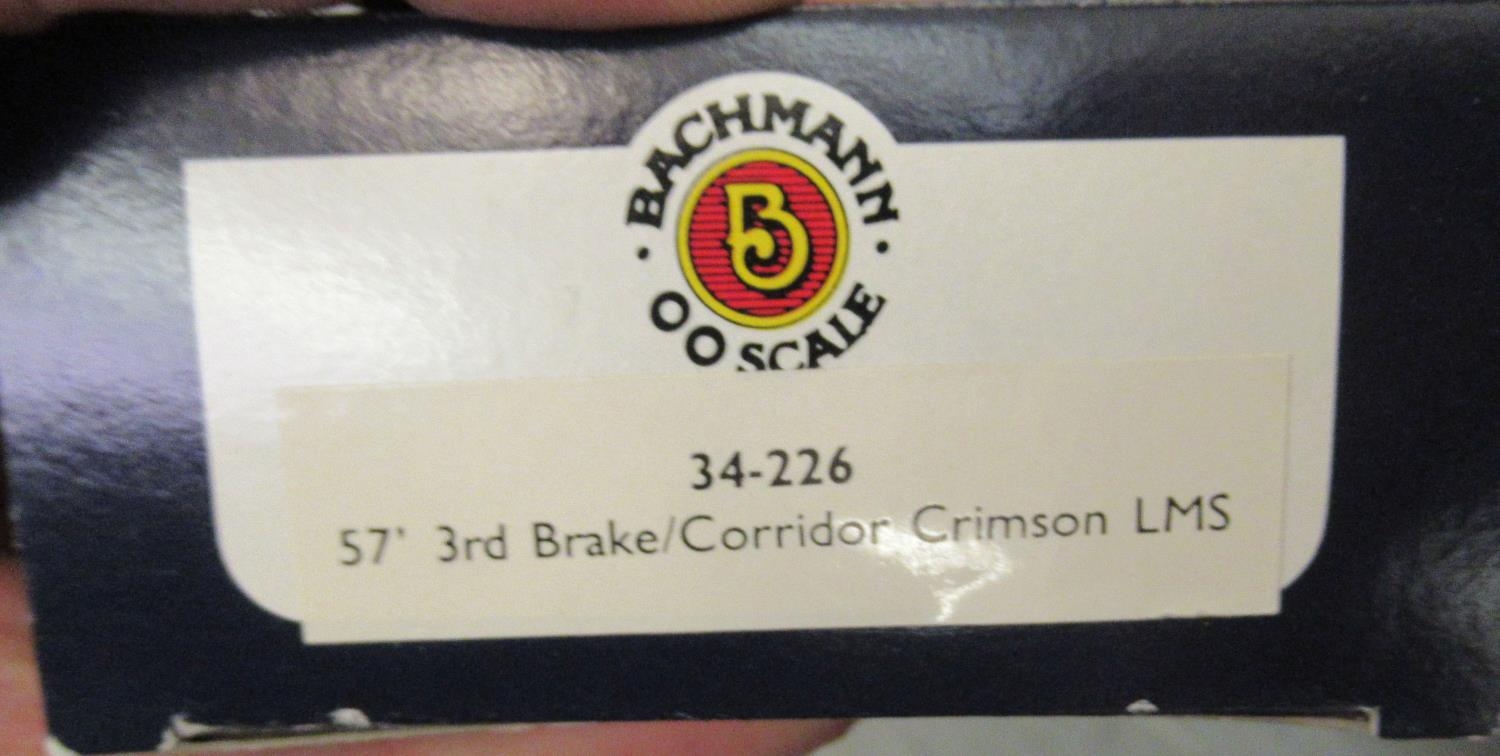 BACHMANN
B
OO SCALE
34-226
57' 3rd Brake/Corridor Crimson LMS